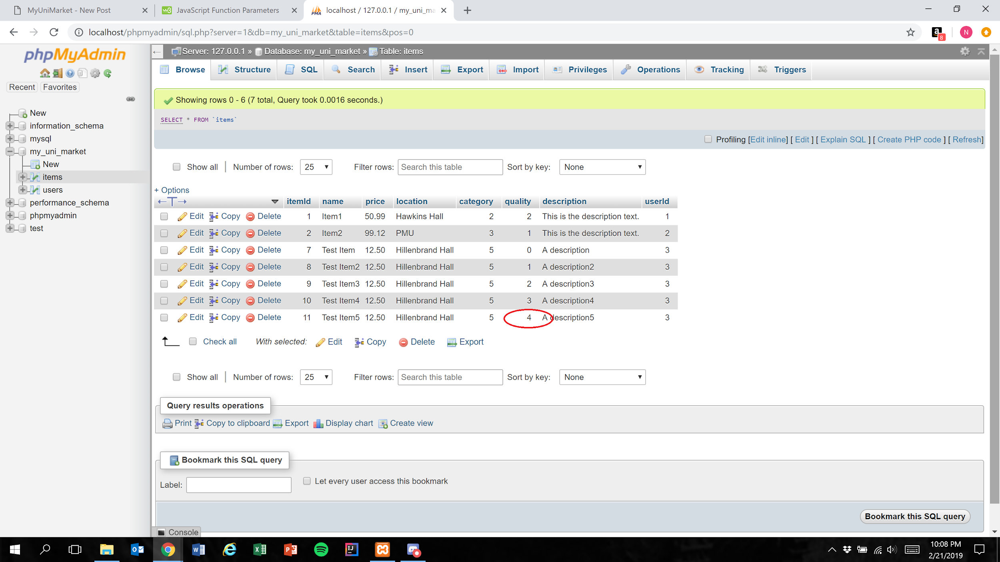 MyUniMarket - New Post
JavaScript Function Parameters
localhost / 127.0.0.1 / my_uni_ma
localhost/phpmyadmin/sql.php?server=1&db=my_uni_market&table=items&pos=0
8
N
phpMyAdmin
Recent Favorites
New
information_schema
mysql
my_uni_market
New
items
users
performance_schema
phpmyadmin
test
Server: 127.0.0.1 » Database: my_uni_market » Table: items
Browse Structure SQL Search Insert Export Import Privileges Operations Tracking Triggers
Showing rows 0 - 6 (7 total, Query took 0.0016 seconds.)
SELECT * FROM `items`
Profiling [Edit inline] [ Edit ] [ Explain SQL ] [ Create PHP code ] [ Refresh]
Show all | Number of rows: 25 Filter rows: Search this table Sort by key: None
+ Options
itemId name price location category quality description userId
Edit Copy Delete 1 Item1 50.99 Hawkins Hall 2 2 This is the description text. 1
Edit Copy Delete 2 Item2 99.12 PMU 3 1 This is the description text. 2
Edit Copy Delete 7 Test Item 12.50 Hillenbrand Hall 5 0 A description 3
Edit Copy Delete 8 Test Item2 12.50 Hillenbrand Hall 5 1 A description2 3
Edit Copy Delete 9 Test Item3 12.50 Hillenbrand Hall 5 2 A description3 3
Edit Copy Delete 10 Test Item4 12.50 Hillenbrand Hall 5 3 A description4 3
Edit Copy Delete 11 Test Item5 12.50 Hillenbrand Hall 5 4 A description5 3
Check all With selected: Edit Copy Delete Export
Show all | Number of rows: 25 Filter rows: Search this table Sort by key: None
Query results operations
Print Copy to clipboard Export Display chart Create view
Bookmark this SQL query
Label: Let every user access this bookmark
Bookmark this SQL query
Console
10:08 PM
2/21/2019